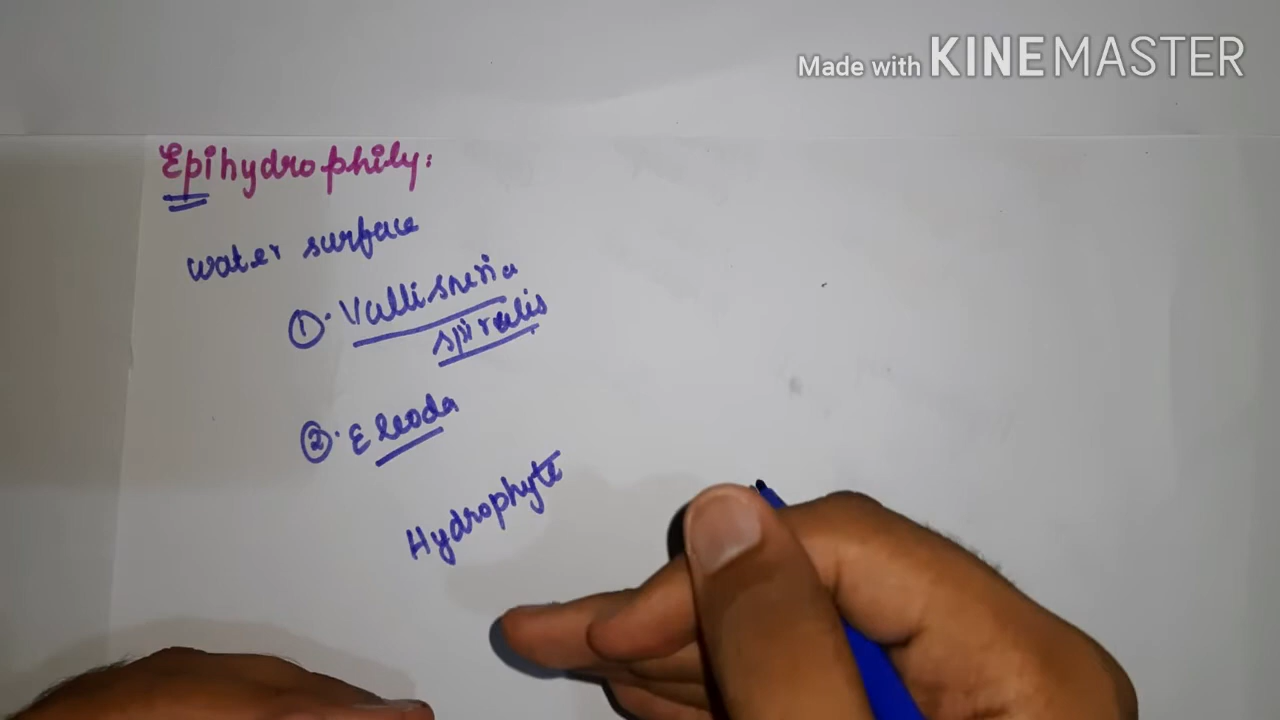 Made with KINEMASTER
Epihydrophily:
water surface
①. Vallisneria
spiralis
②. Eleoda
Hydrophyte